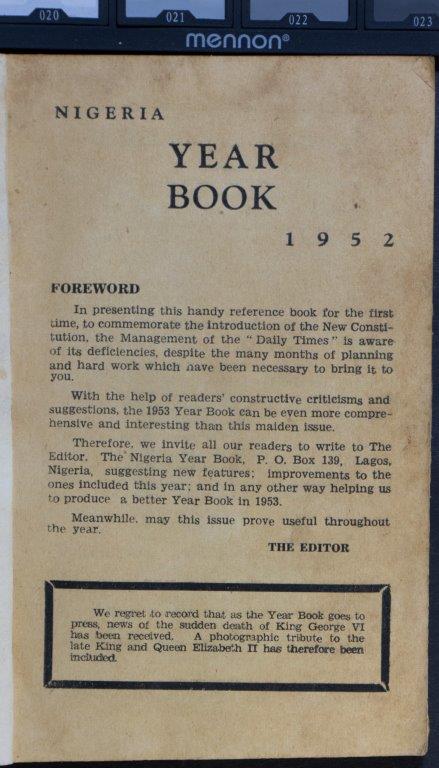 020 021 022 023
mennon®
NIGERIA
YEAR
BOOK
1952
FOREWORD
In presenting this handy reference book for the first
time, to commemorate the introduction of the New Consti-
tution, the Management of the "Daily Times" is aware
of its deficiencies, despite the many months of planning
and hard work which have been necessary to bring it to
you.
With the help of readers' constructive criticisms and
suggestions, the 1953 Year Book can be even more compre-
hensive and interesting than this maiden issue.
Therefore, we invite all our readers to write to The
Editor. The Nigeria Year Book, P. O. Box 139, Lagos,
Nigeria, suggesting new features; improvements to the
ones included this year; and in any other way helping us
to produce a better Year Book in 1953.
Meanwhile, may this issue prove useful throughout
the year.
THE EDITOR
We regret to record that as the Year Book goes to
press, news of the sudden death of King George VI
has been received. A photographic tribute to the
late King and Queen Elizabeth II has therefore been
included.